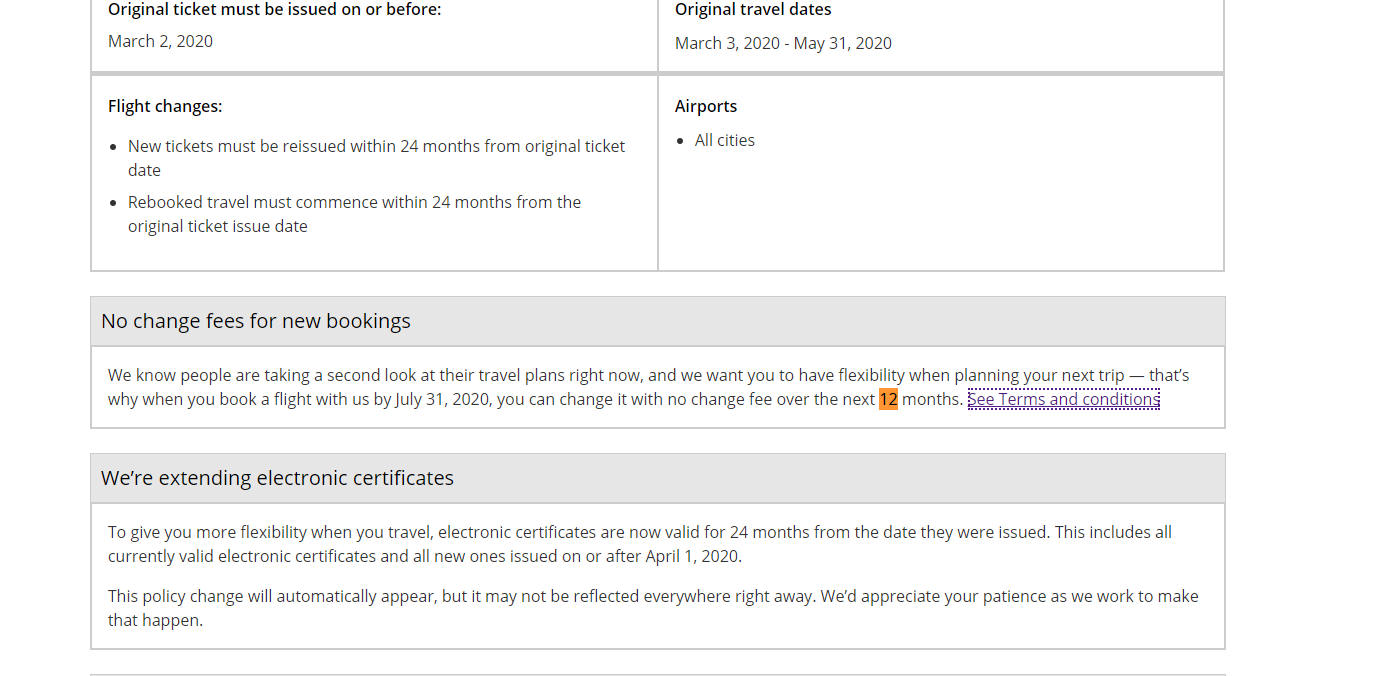 Original ticket must be issued on or before:
March 2, 2020
Original travel dates
March 3, 2020 - May 31, 2020
Flight changes:
New tickets must be reissued within 24 months from original ticket
date
Rebooked travel must commence within 24 months from the
original ticket issue date
Airports
All cities
No change fees for new bookings
We know people are taking a second look at their travel plans right now, and we want you to have flexibility when planning your next trip — that’s
why when you book a flight with us by July 31, 2020, you can change it with no change fee over the next 12 months. See Terms and conditions
We’re extending electronic certificates
To give you more flexibility when you travel, electronic certificates are now valid for 24 months from the date they were issued. This includes all
currently valid electronic certificates and all new ones issued on or after April 1, 2020.
This policy change will automatically appear, but it may not be reflected everywhere right away. We’d appreciate your patience as we work to make
that happen.